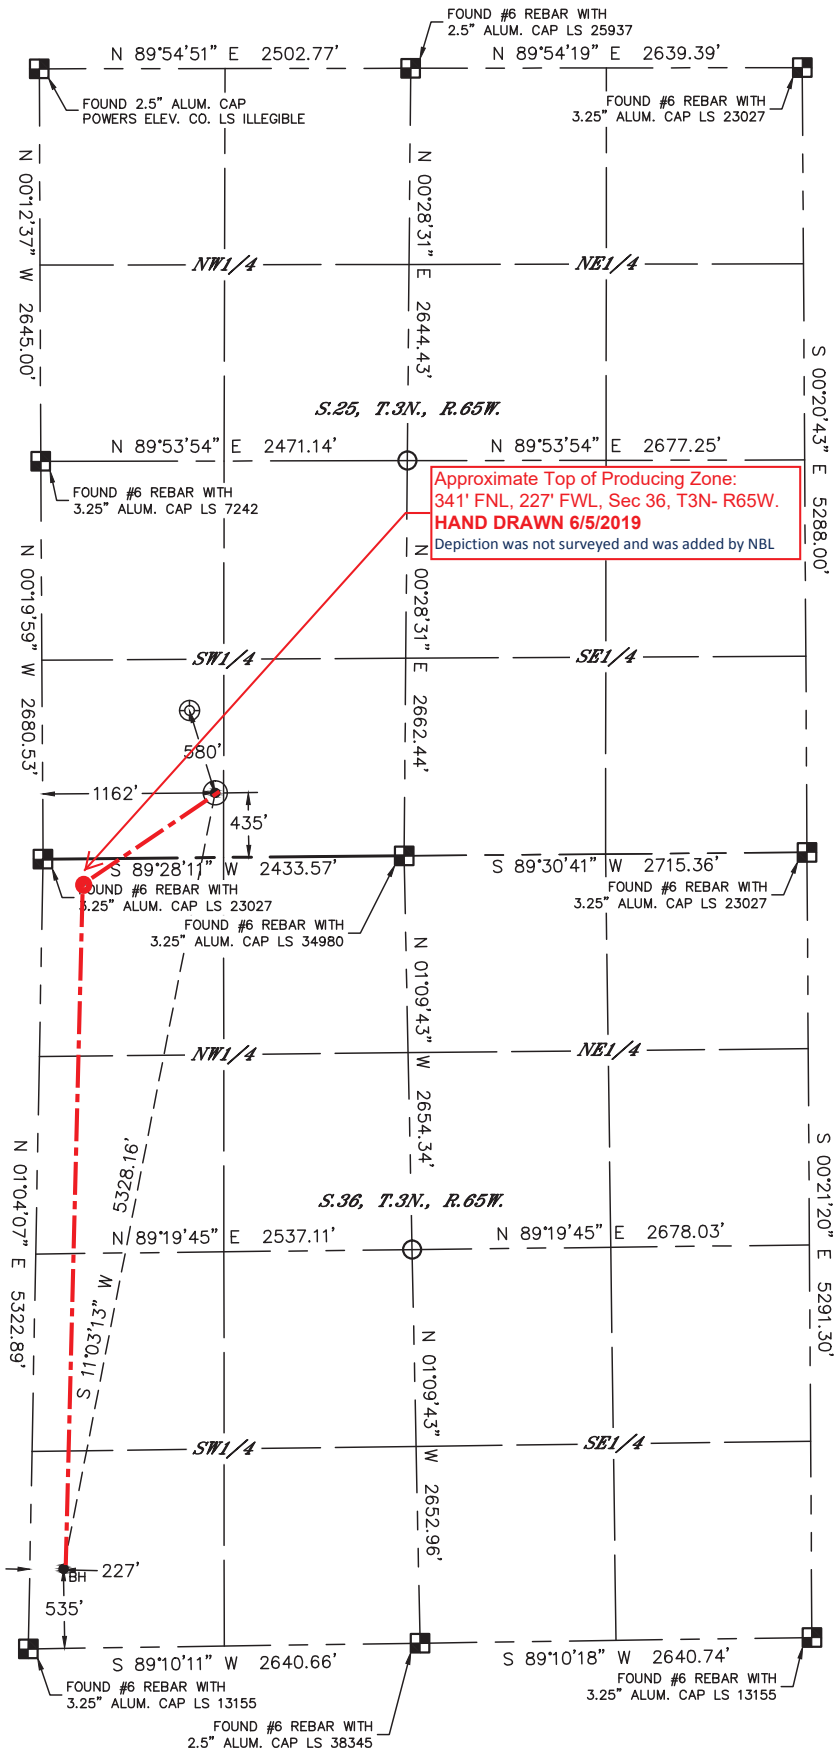 FOUND #6 REBAR WITH
2.5" ALUM. CAP LS 25937
N 89°54'51" E 2502.77'
N 89°54'19" E 2639.39'
FOUND 2.5" ALUM. CAP
POWERS ELEV. CO. LS ILLEGIBLE
FOUND #6 REBAR WITH
3.25" ALUM. CAP LS 23027
N 00°12'37" W 2645.00'
N 00°28'31" E 2644.43'
NW1/4
NE1/4
S 00°20'43" E 5288.00'
S.25, T.3N., R.65W.
N 89°53'54" E 2471.14'
N 89°53'54" E 2677.25'
FOUND #6 REBAR WITH
3.25" ALUM. CAP LS 7242
Approximate Top of Producing Zone:
341' FNL, 227' FWL, Sec 36, T3N- R65W.
HAND DRAWN 6/5/2019
Depiction was not surveyed and was added by NBL
N 00°19'59" W 2680.53'
N 00°28'31" E 2662.44'
SW1/4
SE1/4
580'
1162'
435'
S 89°28'11" W 2433.57'
S 89°30'41" W 2715.36'
FOUND #6 REBAR WITH
3.25" ALUM. CAP LS 23027
FOUND #6 REBAR WITH
3.25" ALUM. CAP LS 34980
FOUND #6 REBAR WITH
3.25" ALUM. CAP LS 23027
N 01°09'43" W 2654.34'
NW1/4
NE1/4
N 01°04'07" E 5322.89'
5328.16'
S 11°03'13" W
S 00°21'20" E 5291.30'
S.36, T.3N., R.65W.
N 89°19'45" E 2537.11'
N 89°19'45" E 2678.03'
N 01°09'43" W 2652.96'
SW1/4
SE1/4
BH
227'
535'
S 89°10'11" W 2640.66'
S 89°10'18" W 2640.74'
FOUND #6 REBAR WITH
3.25" ALUM. CAP LS 13155
FOUND #6 REBAR WITH
3.25" ALUM. CAP LS 13155
FOUND #6 REBAR WITH
2.5" ALUM. CAP LS 38345